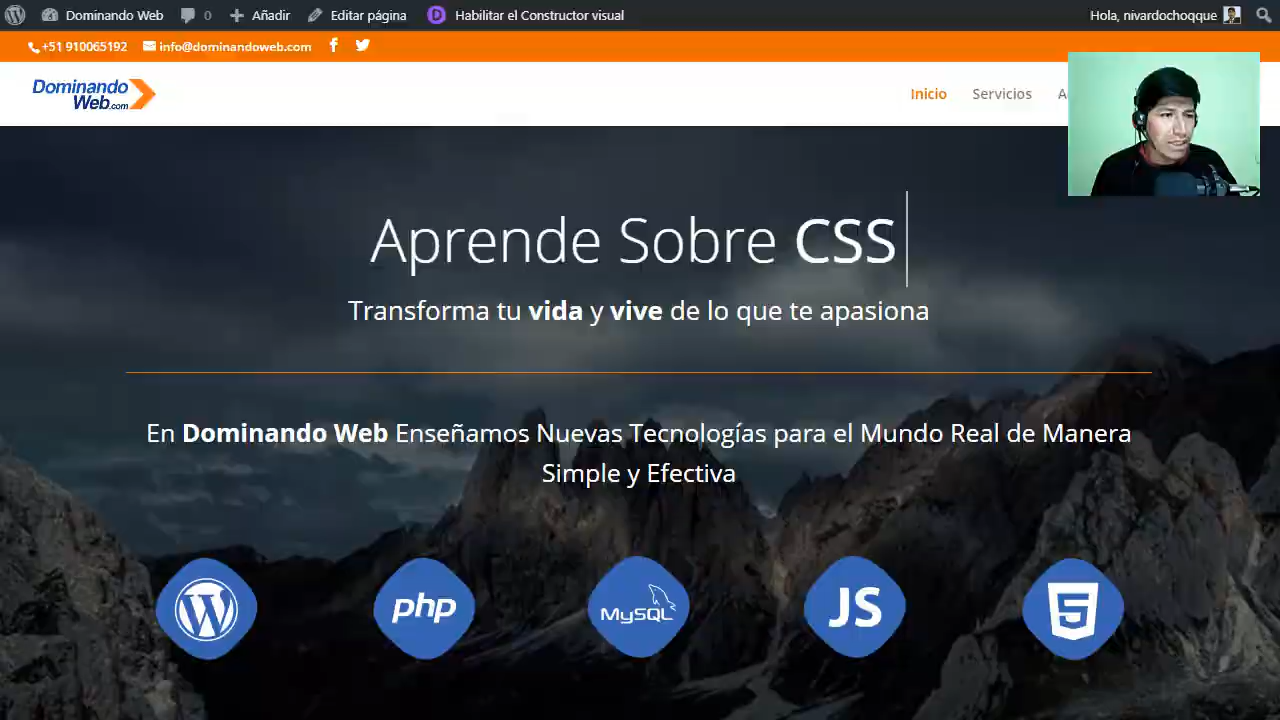 Dominando Web 0 Añadir Editar página Habilitar el Constructor visual Hola, nivardochoqque
+51 910065192 info@dominandoweb.com
Dominando
Web.com
Inicio Servicios
Aprende Sobre CSS
Transforma tu vida y vive de lo que te apasiona
En Dominando Web Enseñamos Nuevas Tecnologías para el Mundo Real de Manera
Simple y Efectiva
php MySQL JS 5